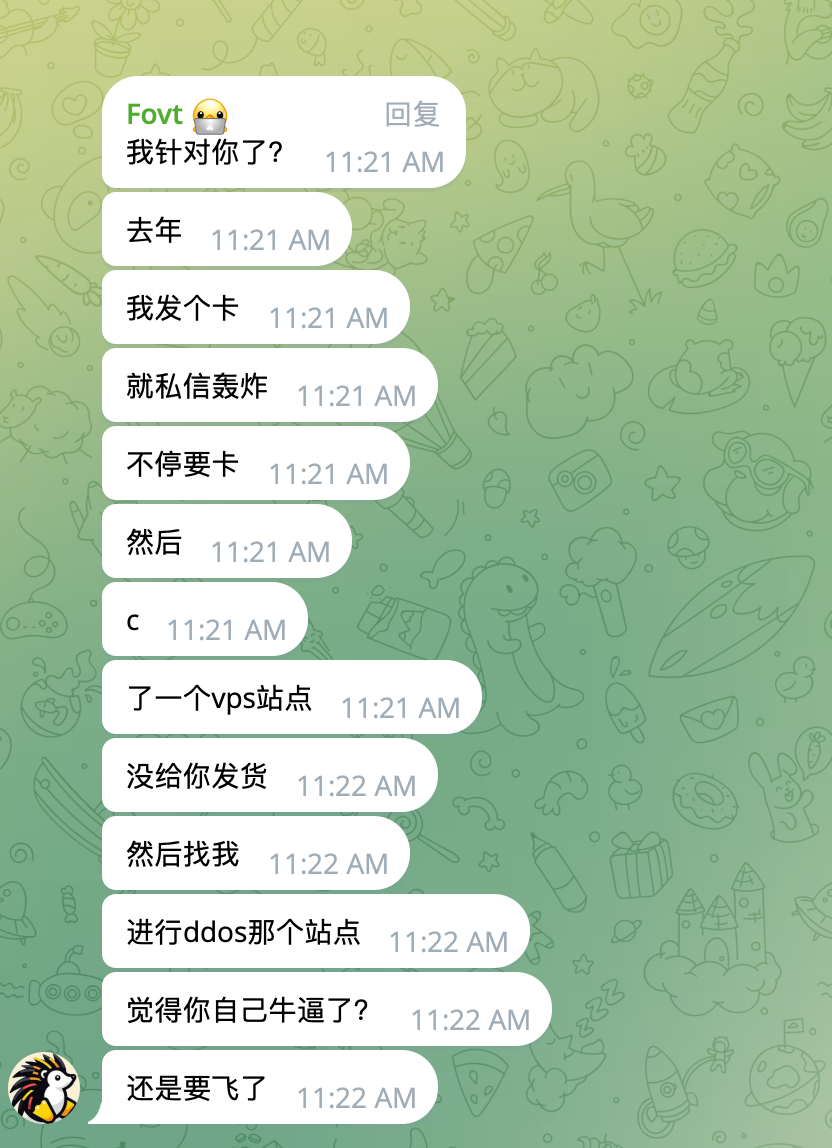 Fovt 回复
我针对你了? 11:21 AM
去年 11:21 AM
我发个卡 11:21 AM
就私信轰炸 11:21 AM
不停要卡 11:21 AM
然后 11:21 AM
c 11:21 AM
了一个vps站点 11:21 AM
没给你发货 11:22 AM
然后找我 11:22 AM
进行ddos那个站点 11:22 AM
觉得你自己牛逼了? 11:22 AM
还是要飞了 11:22 AM